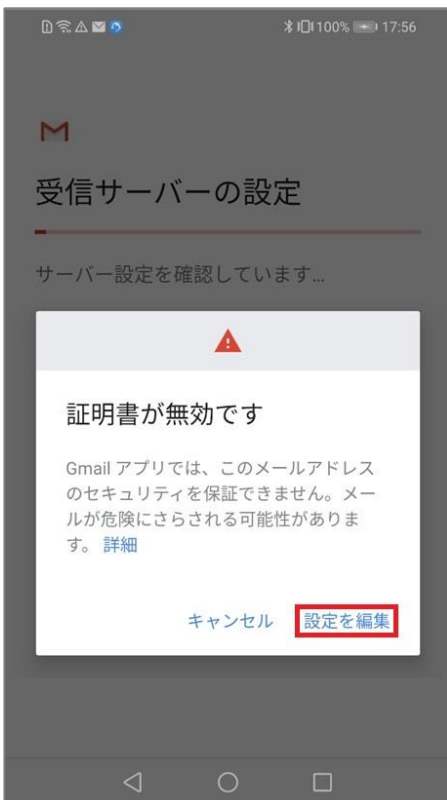 100% 17:56
受信サーバーの設定
サーバー設定を確認しています...
証明書が無効です
Gmail アプリでは、このメールアドレス
のセキュリティを保証できません。メー
ルが危険にさらされる可能性がありま
す。 詳細
キャンセル 設定を編集